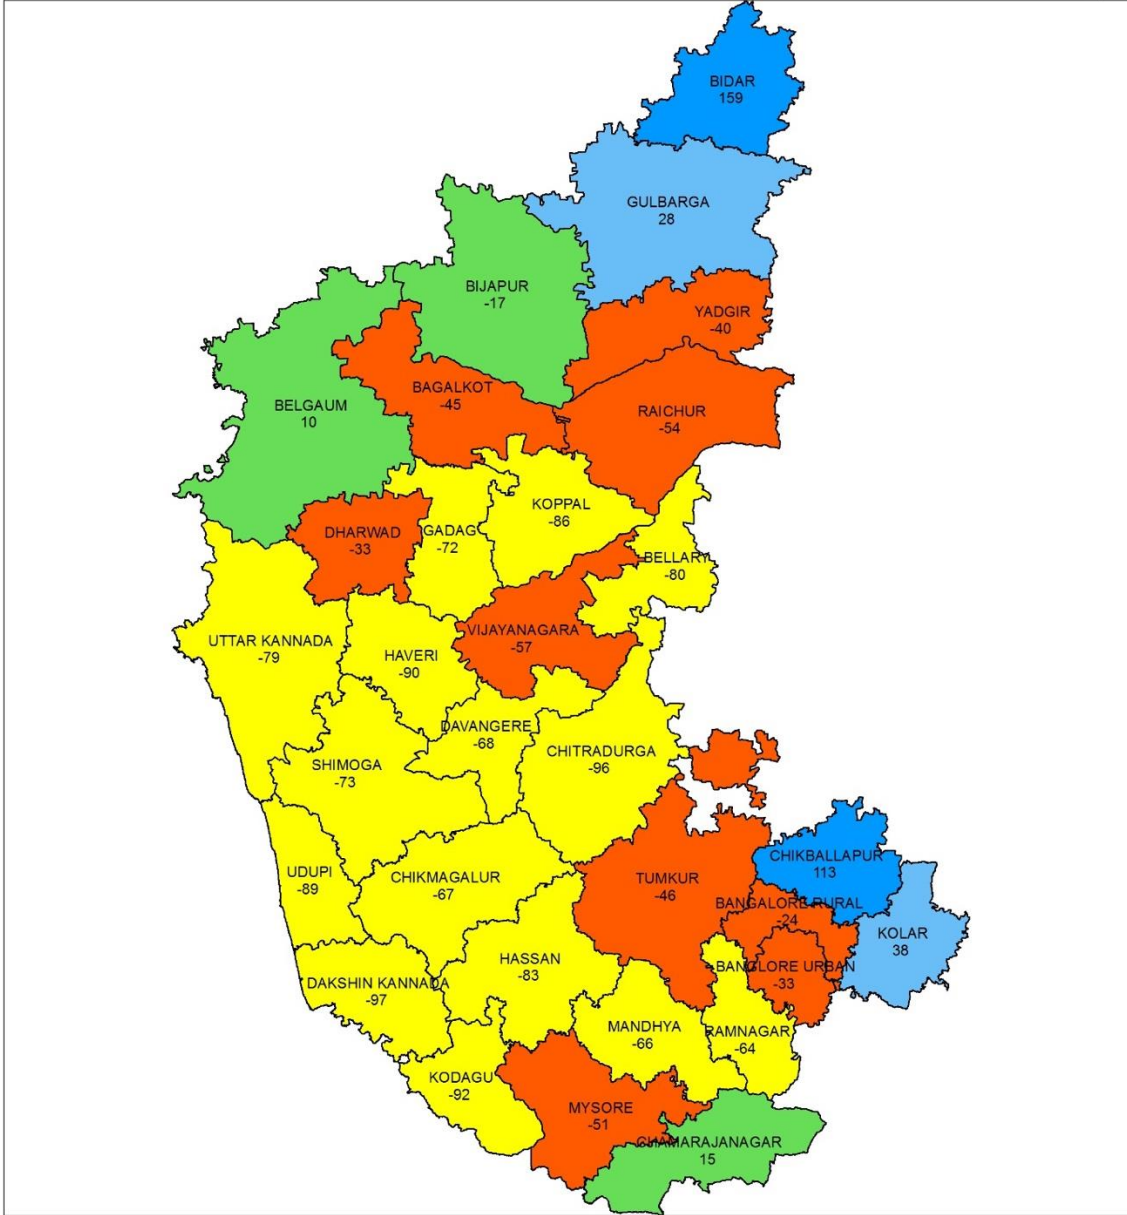 BIDAR
159
GULBARGA
28
BIJAPUR
-17
YADGIR
-40
BAGALKOT
-45
BELGAUM
10
RAICHUR
-54
KOPPAL
-86
DHARWAD
-33
GADAG
-72
BELLARY
-80
VIJAYANAGARA
-57
UTTAR KANNADA
-79
HAVERI
-90
DAVANGERE
-68
CHITRADURGA
-96
SHIMOGA
-73
CHIKBALLAPUR
113
UDUPI
-89
CHIKMAGALUR
-67
TUMKUR
-46
BANGALORE RURAL
-24
KOLAR
38
HASSAN
-83
BANGLORE URBAN
-33
DAKSHIN KANNADA
-97
MANDHYA
-66
RAMNAGAR
-64
KODAGU
-92
MYSORE
-51
CHAMARAJANAGAR
15